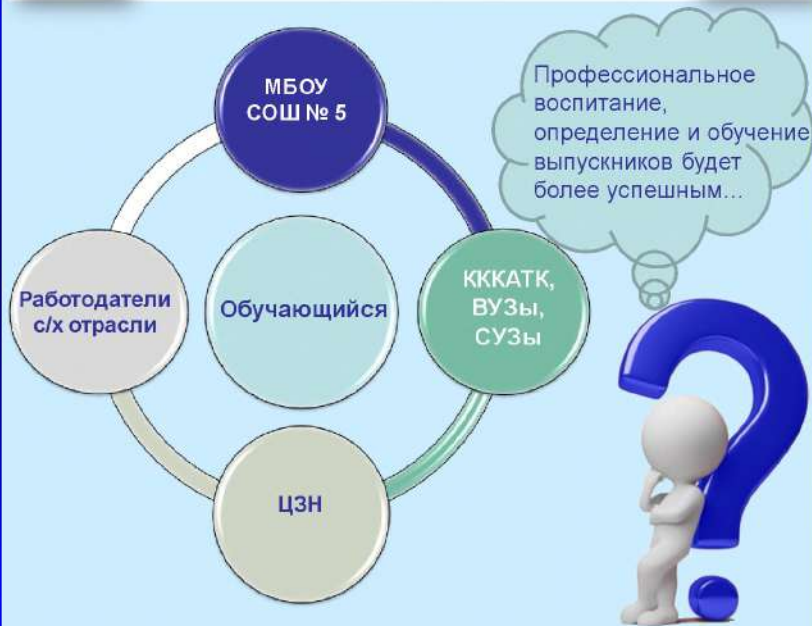 МБОУ
СОШ № 5
Профессиональное
воспитание,
определение и обучение
выпускников будет
более успешным...
Работодатели
с/х отрасли
Обучающийся
КККАТК,
ВУЗы,
СУЗы
ЦЗН